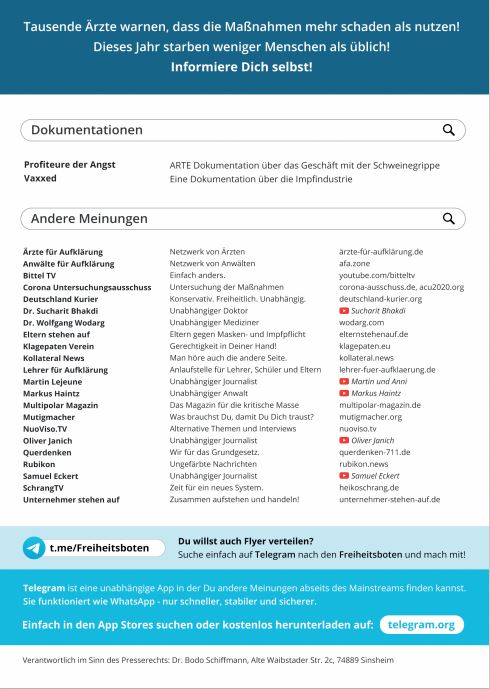 Tausende Ärzte warnen, dass die Maßnahmen mehr schaden als nutzen!
Dieses Jahr starben weniger Menschen als üblich!
Informiere Dich selbst!
Dokumentationen
Profiteure der Angst ARTE Dokumentation über das Geschäft mit der Schweinegrippe
Vaxxed Eine Dokumentation über die Impfindustrie
Andere Meinungen
Ärzte für Aufklärung Netzwerk von Ärzten ärzte-für-aufklärung.de
Anwälte für Aufklärung Netzwerk von Anwälten afa.zone
Bittel TV Einfach anders. youtube.com/bitteltv
Corona Untersuchungsausschuss Untersuchung der Maßnahmen corona-ausschuss.de, acu2020.org
Deutschland Kurier Konservativ. Freiheitlich. Unabhängig. deutschland-kurier.org
Dr. Sucharit Bhakdi Unabhängiger Doktor Sucharit Bhakdi
Dr. Wolfgang Wodarg Unabhängiger Mediziner wodarg.com
Eltern stehen auf Eltern gegen Masken- und Impfpflicht elternstehenauf.de
Klagepaten Verein Gerechtigkeit in Deiner Hand! klagepaten.eu
Kollateral News Man höre auch die andere Seite. kollateral.news
Lehrer für Aufklärung Anlaufstelle für Lehrer, Schüler und Eltern lehrer-fuer-aufklaerung.de
Martin Lejeune Unabhängiger Journalist Martin und Anni
Markus Haintz Unabhängiger Anwalt Markus Haintz
Multipolar Magazin Das Magazin für die kritische Masse multipolar-magazin.de
Mutigmacher Was brauchst Du, damit Du Dich traust? mutigmacher.org
NuoViso.TV Alternative Themen und Interviews nuoviso.tv
Oliver Janich Unabhängiger Journalist Oliver Janich
Querdenken Wir für das Grundgesetz. querdenken-711.de
Rubikon Ungefärbte Nachrichten rubikon.news
Samuel Eckert Unabhängiger Journalist Samuel Eckert
SchrangTV Zeit für ein neues System. heikoschrang.de
Unternehmer stehen auf Zusammen aufstehen und handeln! unternehmer-stehen-auf.de
t.me/Freiheitsboten
Du willst auch Flyer verteilen?
Suche einfach auf Telegram nach den Freiheitsboten und mach mit!
Telegram ist eine unabhängige App in der Du andere Meinungen abseits des Mainstreams finden kannst.
Sie funktioniert wie WhatsApp - nur schneller, stabiler und sicherer.
Einfach in den App Stores suchen oder kostenlos herunterladen auf: telegram.org
Verantwortlich im Sinn des Presserechts: Dr. Bodo Schiffmann, Alte Waibstader Str. 2c, 74889 Sinsheim